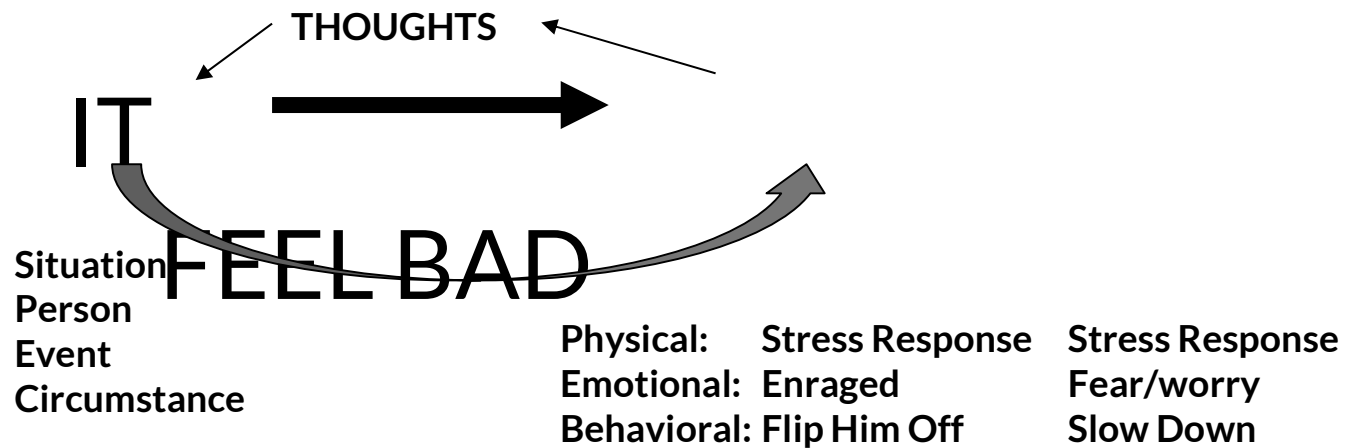 THOUGHTS
IT
FEEL BAD
Situation
Person
Event
Circumstance
Physical: Stress Response Stress Response
Emotional: Enraged Fear/worry
Behavioral: Flip Him Off Slow Down